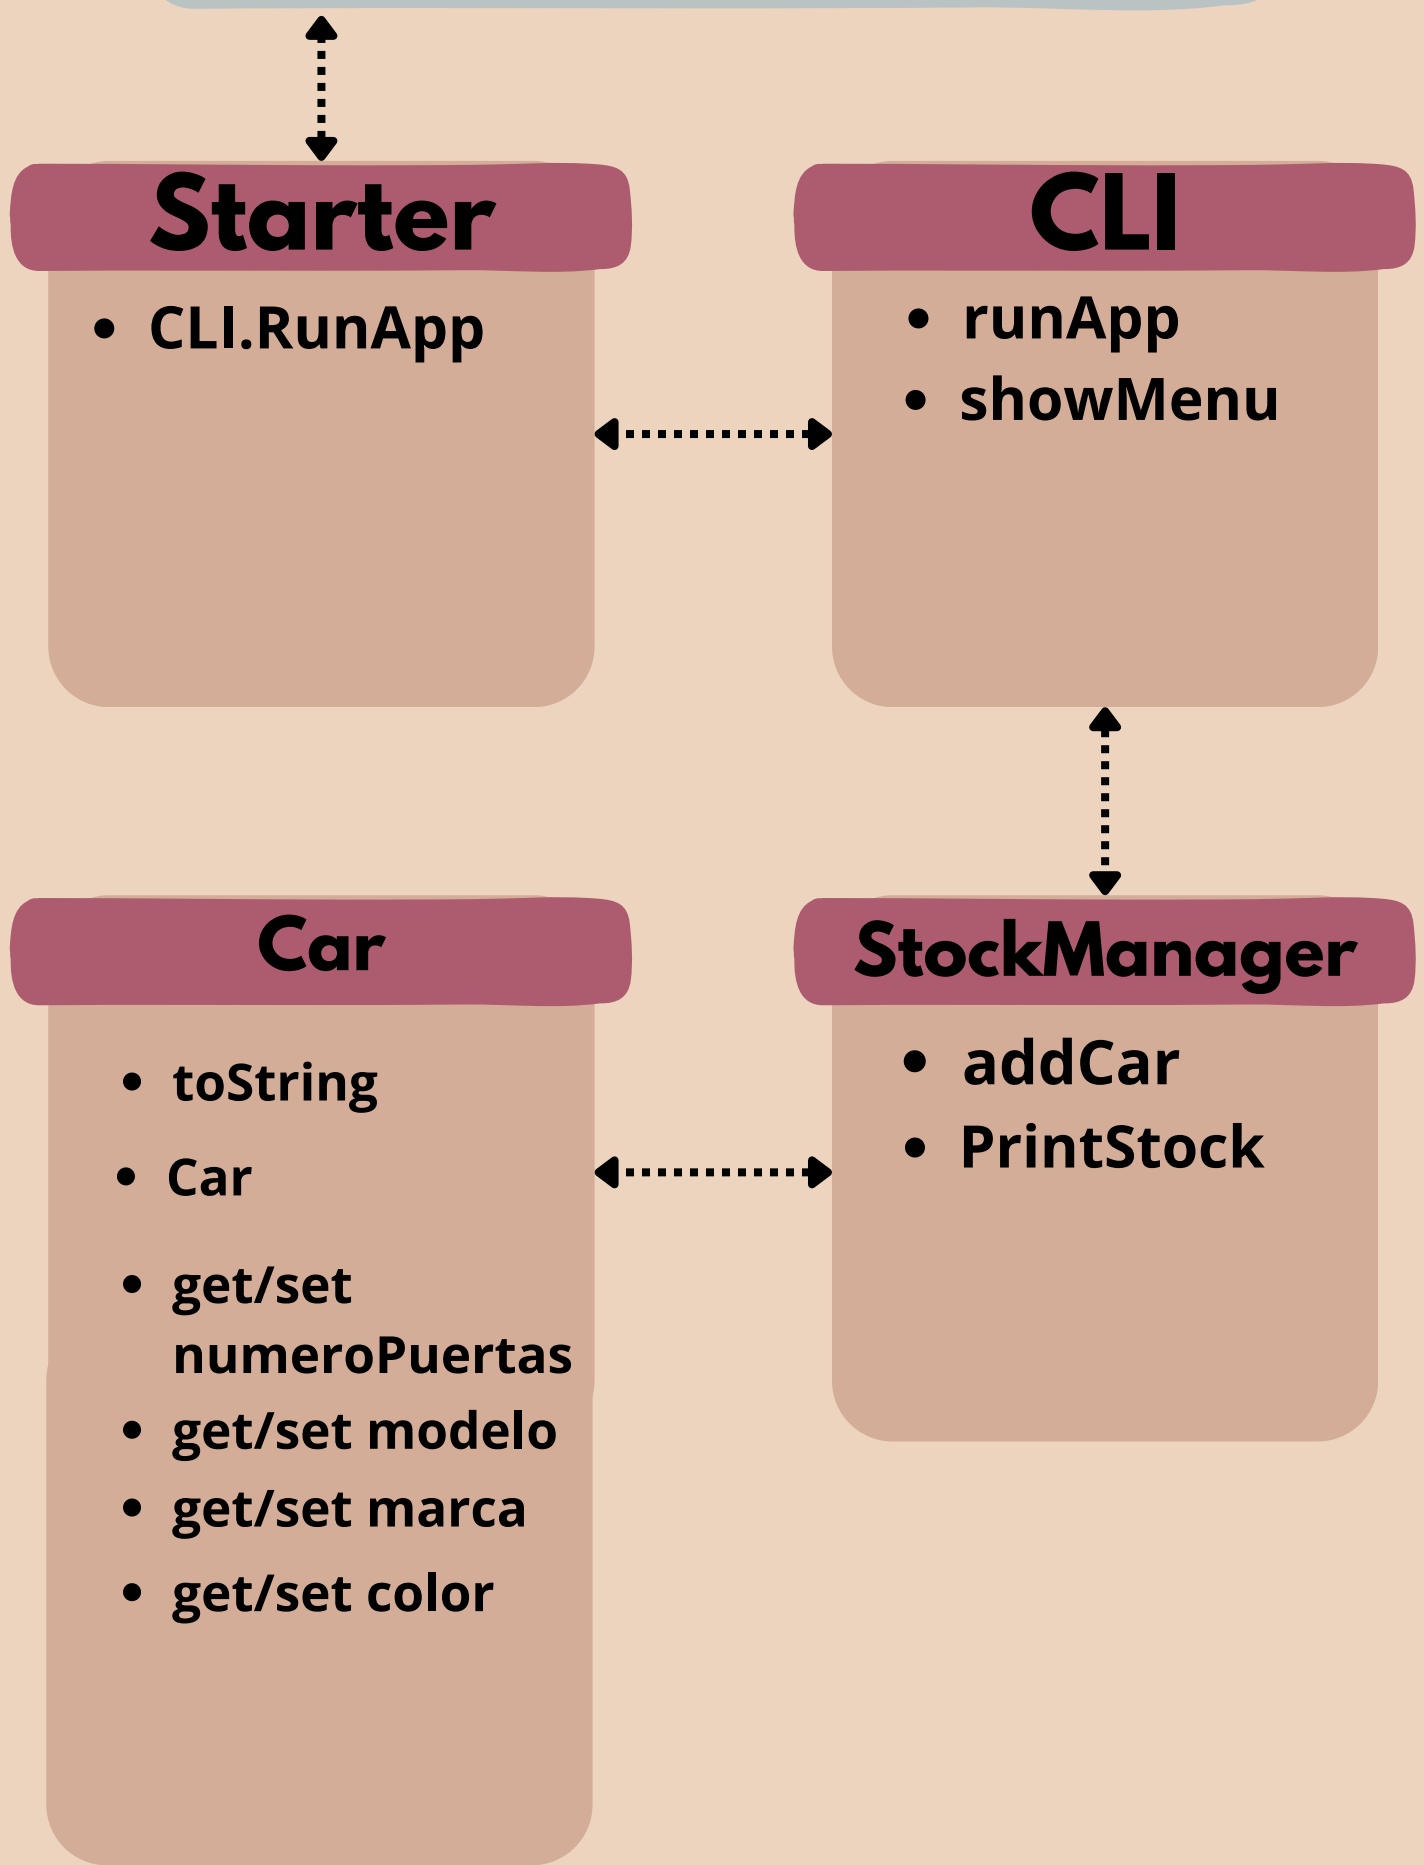 Starter
• CLI.RunApp
CLI
• runApp
• showMenu
Car
• toString
• Car
• get/set
numeroPuertas
• get/set modelo
• get/set marca
• get/set color
StockManager
• addCar
• PrintStock